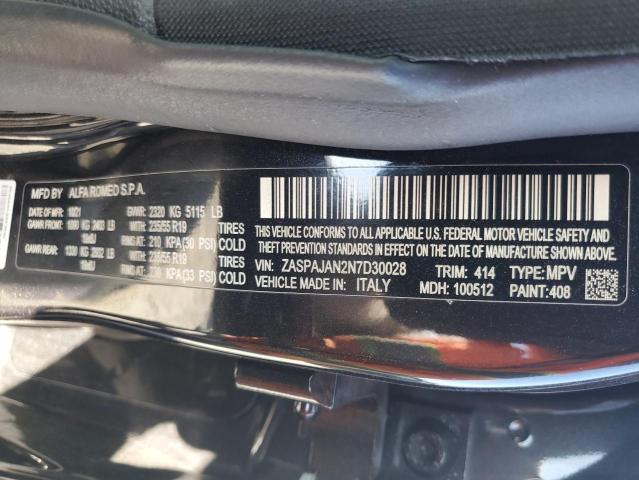 MFD BY ALFA ROMEO S.P.A.
DATE OF MFR: 10/21 GVWR: 2320 KG 5115 LB
GAWR FRONT: 1090 KG 2403 LB 235/55 R19 TIRES
RIMS AT: 210 KPA(30 PSI) COLD
GAWR REAR: 1330 KG 2932 LB 235/55 R19 TIRES
RIMS AT: 230 KPA(33 PSI) COLD
THIS VEHICLE CONFORMS TO ALL APPLICABLE U.S. FEDERAL MOTOR VEHICLE SAFETY
BUMPER, AND THEFT PREVENTION STANDARDS IN EFFECT ON THE DATE OF MANUFACTURE SHOWN ABOVE.
VIN: ZASPAJAN2N7D30028 TRIM: 414 TYPE: MPV
VEHICLE MADE IN: ITALY MDH: 100512 PAINT: 408